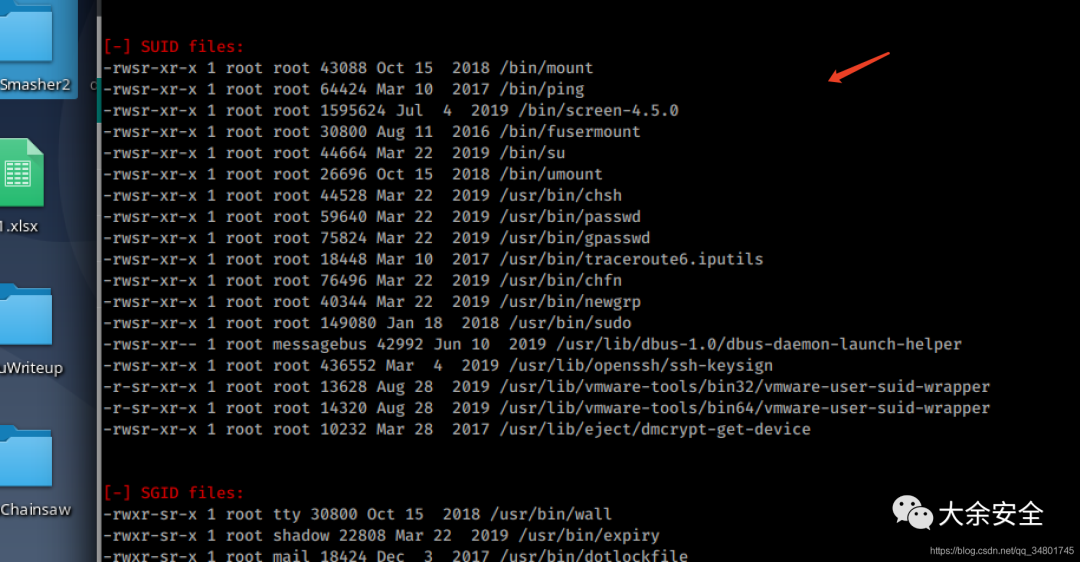 [-] SUID files:
-rwsr-xr-x 1 root root 43088 Oct 15  2018 /bin/mount
-rwsr-xr-x 1 root root 64424 Mar 10  2017 /bin/ping
-rwsr-xr-x 1 root root 1595624 Jul  4  2019 /bin/screen-4.5.0
-rwsr-xr-x 1 root root 30800 Aug 11  2016 /bin/fusermount
-rwsr-xr-x 1 root root 44664 Mar 22  2019 /bin/su
-rwsr-xr-x 1 root root 26696 Oct 15  2018 /bin/umount
-rwsr-xr-x 1 root root 44528 Mar 22  2019 /usr/bin/chsh
-rwsr-xr-x 1 root root 59640 Mar 22  2019 /usr/bin/passwd
-rwsr-xr-x 1 root root 75824 Mar 22  2019 /usr/bin/gpasswd
-rwsr-xr-x 1 root root 18448 Mar 10  2017 /usr/bin/traceroute6.iputils
-rwsr-xr-x 1 root root 76496 Mar 22  2019 /usr/bin/chfn
-rwsr-xr-x 1 root root 40344 Mar 22  2019 /usr/bin/newgrp
-rwsr-xr-x 1 root root 149080 Jan 18  2018 /usr/bin/sudo
-rwsr-xr-- 1 root messagebus 42992 Jun 10  2019 /usr/lib/dbus-1.0/dbus-daemon-launch-helper
-rwsr-xr-x 1 root root 436552 Mar  4  2019 /usr/lib/openssh/ssh-keysign
-r-sr-xr-x 1 root root 13628 Aug 28  2019 /usr/lib/vmware-tools/bin32/vmware-user-suid-wrapper
-r-sr-xr-x 1 root root 14320 Aug 28  2019 /usr/lib/vmware-tools/bin64/vmware-user-suid-wrapper
-rwsr-xr-x 1 root root 10232 Mar 28  2017 /usr/lib/eject/dmcrypt-get-device
[-] SGID files:
-rwxr-sr-x 1 root tty 30800 Oct 15  2018 /usr/bin/wall
-rwxr-sr-x 1 root shadow 22808 Mar 22  2019 /usr/bin/expiry
-rwxr-sr-x 1 root mail 18424 Dec  3  2017 /usr/bin/dotlockfile
Smasher2
1.xlsx
uWriteup
Chainsaw
大余安全
https://blog.csdn.net/qq_34801745